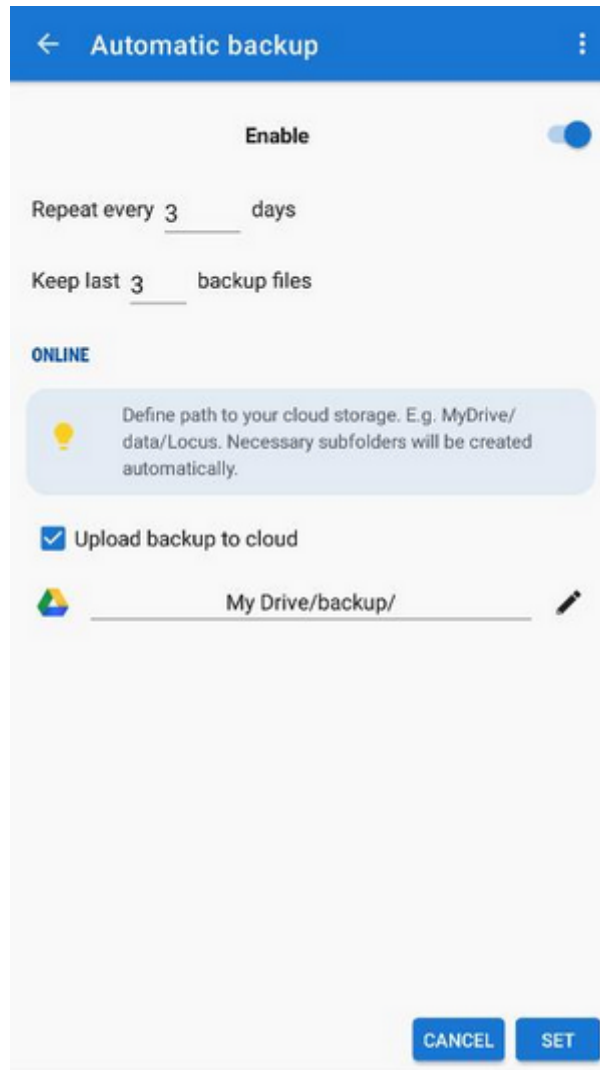 Automatic backup
Enable
Repeat every 3 days
Keep last 3 backup files
ONLINE
Define path to your cloud storage. E.g. MyDrive/
data/Locus. Necessary subfolders will be created
automatically.
Upload backup to cloud
My Drive/backup/
CANCEL SET